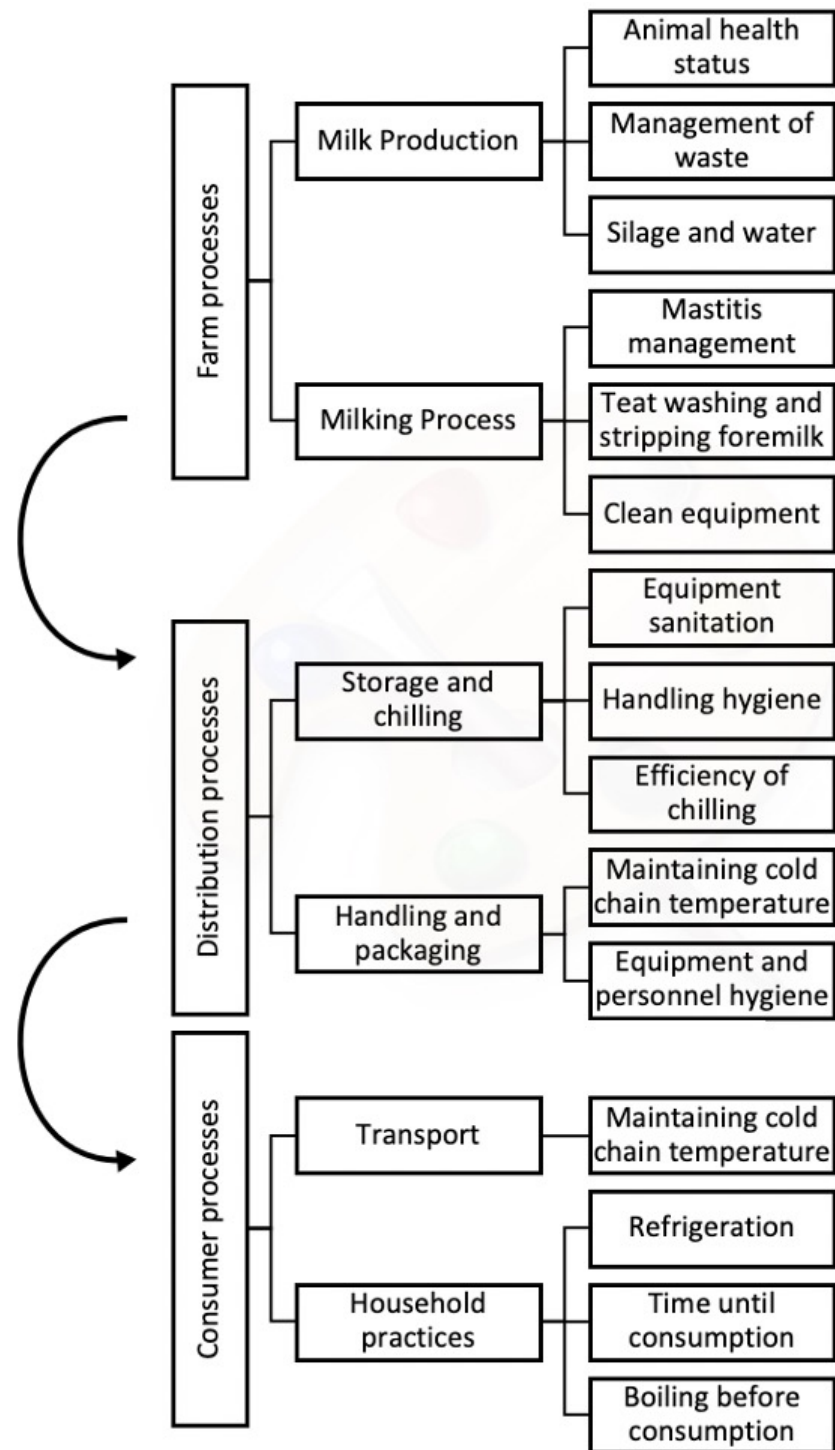 Farm processes
Milk Production
Animal health
status
Management of
waste
Silage and water
Milking Process
Mastitis
management
Teat washing and
stripping foremilk
Clean equipment
Distribution processes
Storage and
chilling
Equipment
sanitation
Handling hygiene
Efficiency of
chilling
Handling and
packaging
Maintaining cold
chain temperature
Equipment and
personnel hygiene
Consumer processes
Transport
Maintaining cold
chain temperature
Household
practices
Refrigeration
Time until
consumption
Boiling before
consumption